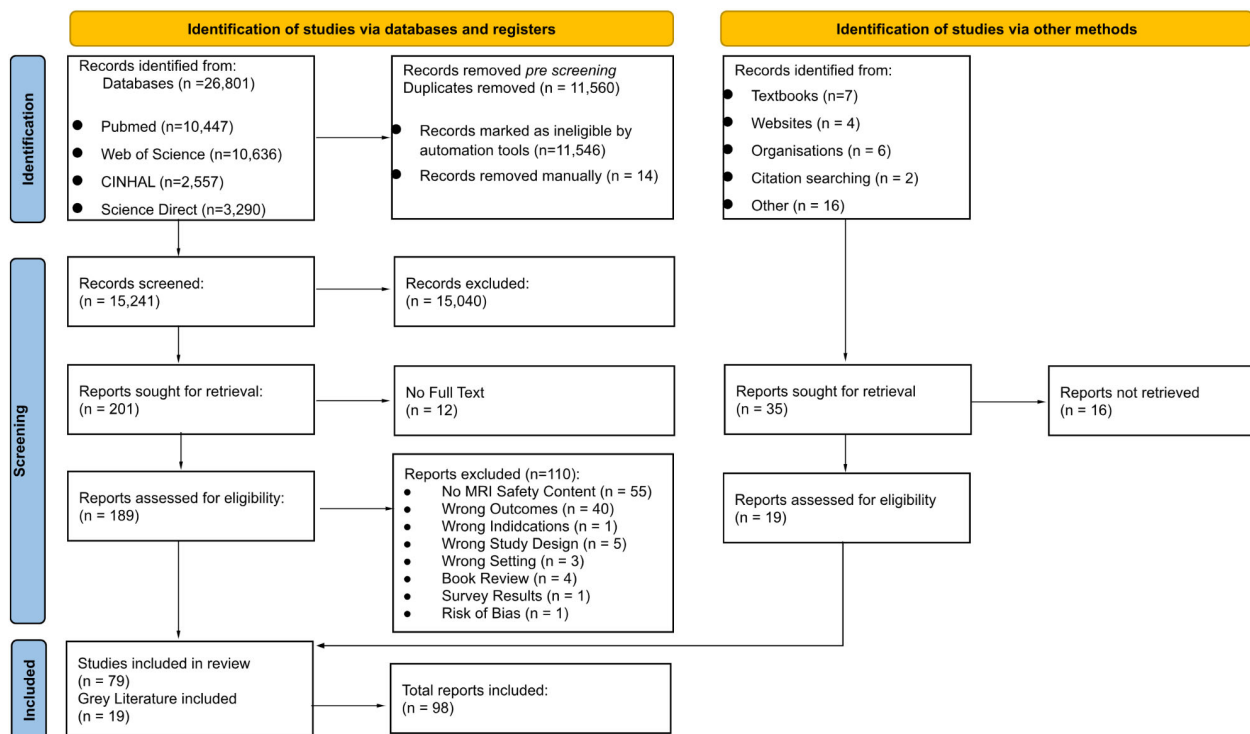 Identification of studies via databases and registers
Identification of studies via other methods
Identification
Records identified from:
Databases (n =26,801)
● Pubmed (n=10,447)
● Web of Science (n=10,636)
● CINHAL (n=2,557)
● Science Direct (n=3,290)
Records removed pre screening
Duplicates removed (n = 11,560)
● Records marked as ineligible by
automation tools (n=11,546)
● Records removed manually (n = 14)
Records identified from:
● Textbooks (n=7)
● Websites (n = 4)
● Organisations (n = 6)
● Citation searching (n = 2)
● Other (n = 16)
Screening
Records screened:
(n = 15,241)
Records excluded:
(n = 15,040)
Reports sought for retrieval:
(n = 201)
No Full Text
(n = 12)
Reports sought for retrieval
(n = 35)
Reports not retrieved
(n = 16)
Reports assessed for eligibility:
(n = 189)
Reports excluded (n=110):
● No MRI Safety Content (n = 55)
● Wrong Outcomes (n = 40)
● Wrong Indidcations (n = 1)
● Wrong Study Design (n = 5)
● Wrong Setting (n = 3)
● Book Review (n = 4)
● Survey Results (n = 1)
● Risk of Bias (n = 1)
Reports assessed for eligibility
(n = 19)
Included
Studies included in review
(n = 79)
Grey Literature included
(n = 19)
Total reports included:
(n = 98)